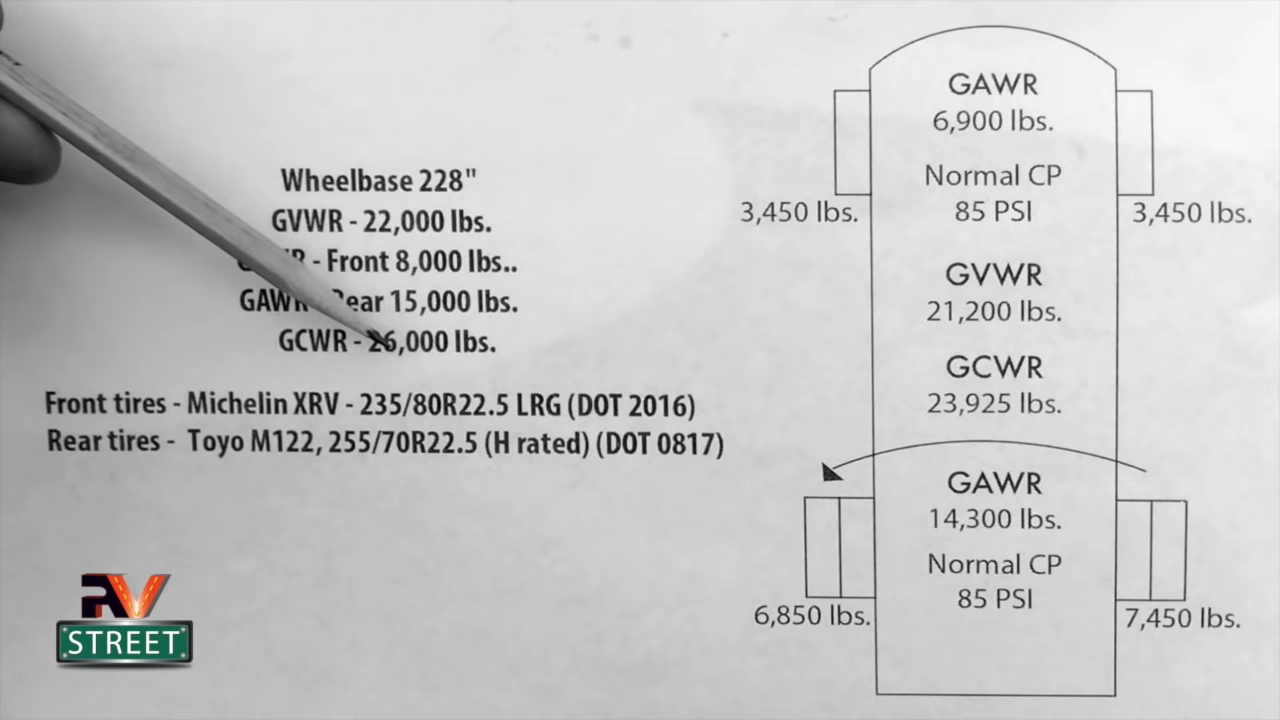 Wheelbase 228"
GVWR - 22,000 lbs.
- Front 8,000 lbs..
GAWR - Rear 15,000 lbs.
GCWR - 26,000 lbs.
Front tires - Michelin XRV - 235/80R22.5 LRG (DOT 2016)
Rear tires - Toyo M122, 255/70R22.5 (H rated) (DOT 0817)
GAWR
6,900 lbs.
Normal CP
85 PSI
3,450 lbs.
3,450 lbs.
GVWR
21,200 lbs.
GCWR
23,925 lbs.
GAWR
14,300 lbs.
Normal CP
85 PSI
6,850 lbs.
7,450 lbs.
RV
STREET